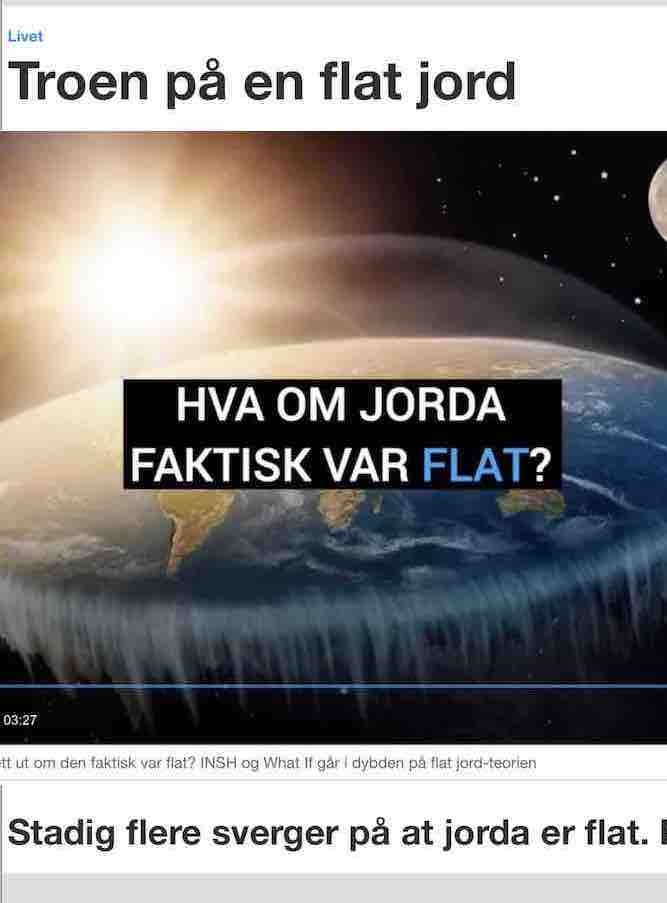 Livet
Troen på en flat jord
HVA OM JORDA
FAKTISK VAR FLAT?
03:27
ut om den faktisk var flat? INSH og What If går i dybden på flat jord-teorien
Stadig flere sverger på at jorda er flat.